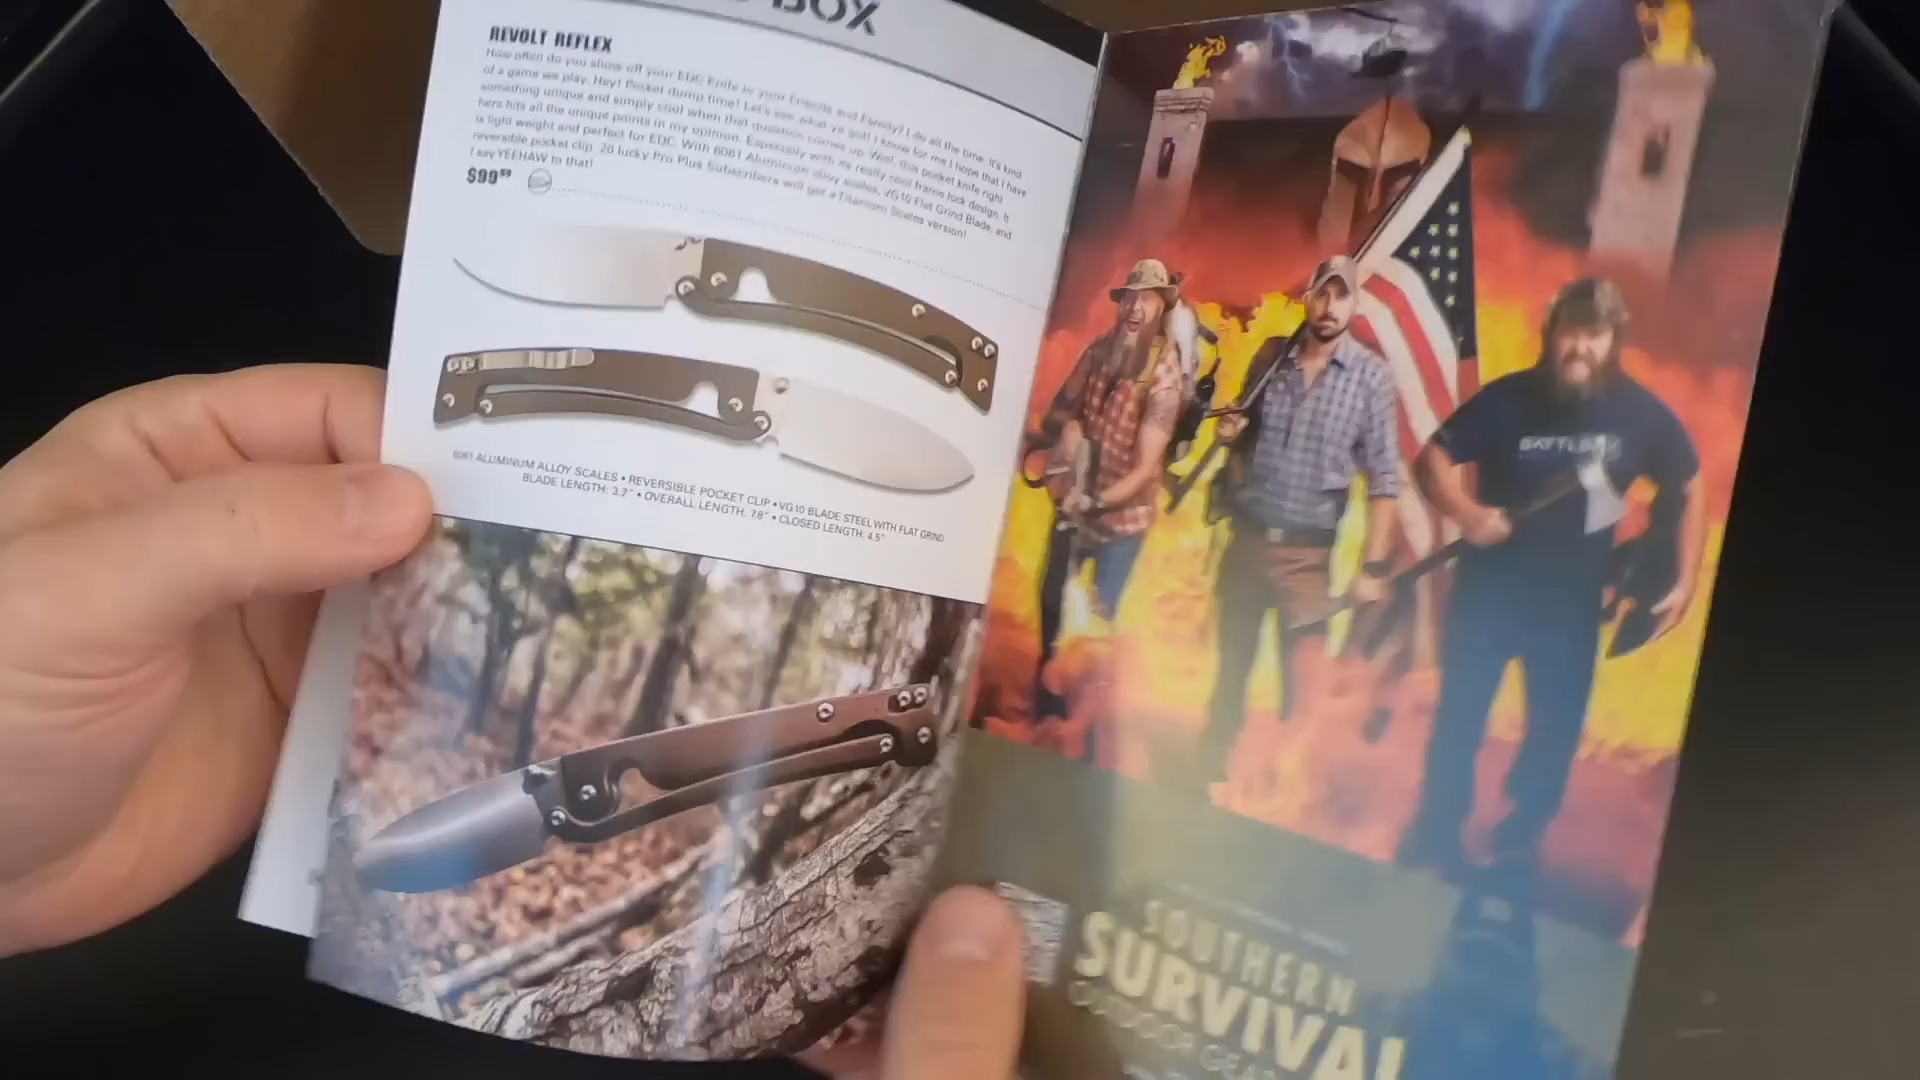 BOX
REVOLT REFLEX
How often do you show off your EDC Knife to your Friends and Family? I do all the time. It's kind
of a game we play. Hey! Pocket dump time! Let's see what ya got! I know for me I hope that I have
something unique and simply cool when that question comes up. Well, this pocket knife right
here hits all the unique points in my opinion. Especially with its really cool frame lock design. It
is light weight and perfect for EDC. With 6061 Aluminum alloy scales, VG10 Flat Grind Blade, and
reversible pocket clip. 20 lucky Pro Plus Subscribers will get a Titanium Scales version!
I say YEEHAW to that!
$99.99
6061 ALUMINUM ALLOY SCALES • REVERSIBLE POCKET CLIP • VG10 BLADE STEEL WITH FLAT GRIND
BLADE LENGTH: 3.2" • OVERALL LENGTH: 7.8" • CLOSED LENGTH: 4.5"
BATTLBOX
SOUTHERN
SURVIVAL
OUTDOOR GEAR